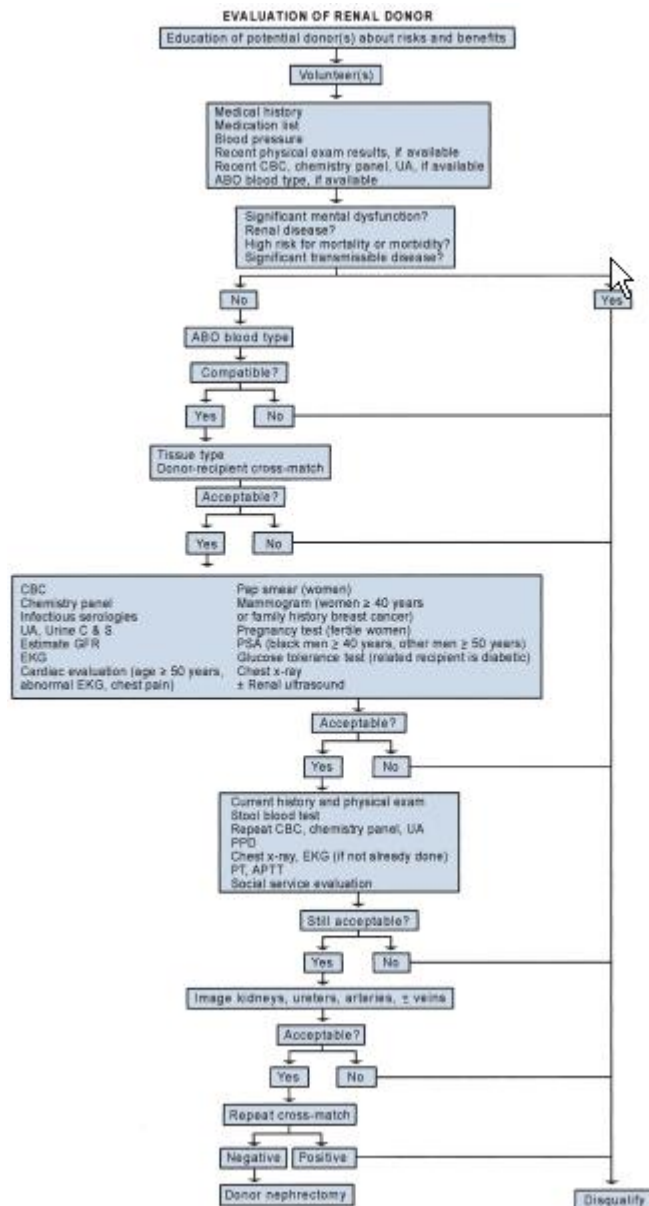 EVALUATION OF RENAL DONOR
Education of potential donor(s) about risks and benefits
Volunteer(s)
Medical history
Medication list
Blood pressure
Recent physical exam results, if available
Recent CBC, chemistry panel, UA, if available
ABO blood type, if available
Significant mental dysfunction?
Renal disease?
High risk for mortality or morbidity?
Significant transmissible disease?
No
Yes
ABO blood type
Compatible?
Yes
No
Tissue type
Donor-recipient cross-match
Acceptable?
Yes
No
CBC
Chemistry panel
Infectious serologies
UA, Urine C & S
Estimate GFR
EKG
Cardiac evaluation (age ≥ 50 years,
abnormal EKG, chest pain)
Pap smear (women)
Mammogram (women ≥ 40 years
or family history breast cancer)
Pregnancy test (fertile women)
PSA (black men ≥ 40 years, other men ≥ 50 years)
Glucose tolerance test (related recipient is diabetic)
Chest x-ray
± Renal ultrasound
Acceptable?
Yes
No
Current history and physical exam
Stool blood test
Repeat CBC, chemistry panel, UA
PPD
Chest x-ray, EKG (if not already done)
PT, APTT
Social service evaluation
Still acceptable?
Yes
No
Image kidneys, ureters, arteries, ± veins
Acceptable?
Yes
No
Repeat cross-match
Negative
Positive
Donor nephrectomy
Disqualify